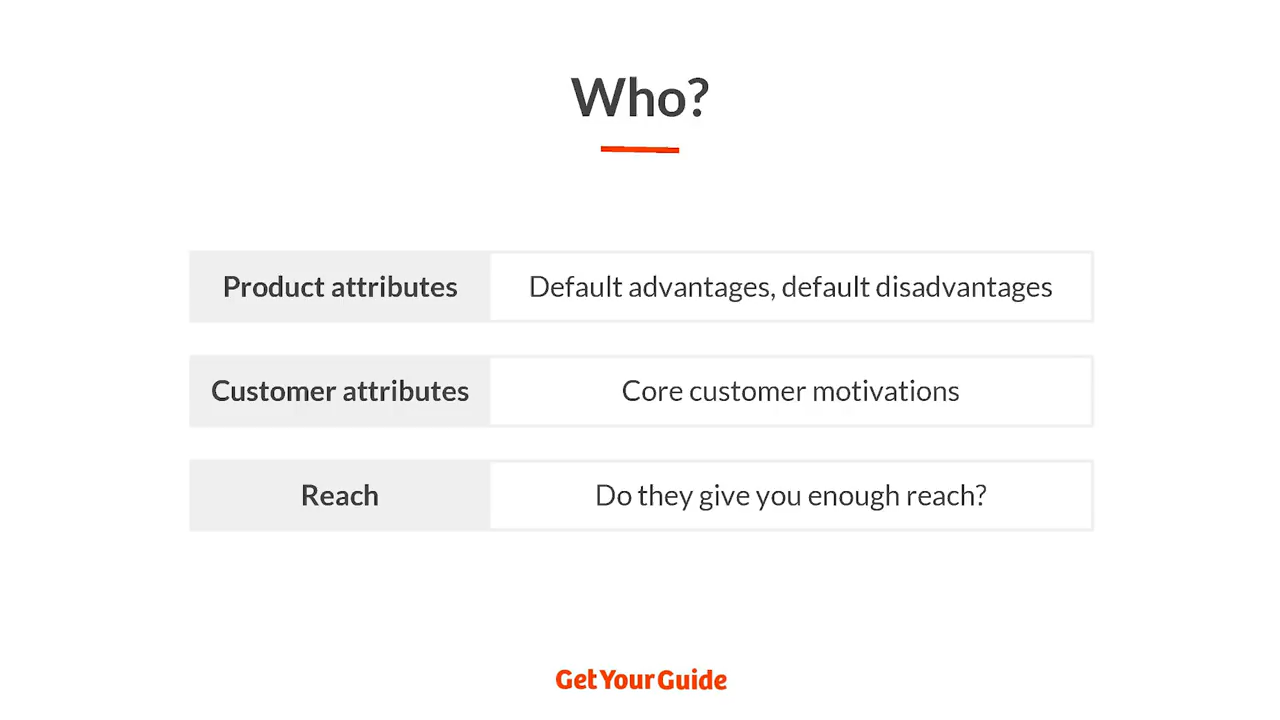 Who?
Product attributes
Default advantages, default disadvantages
Customer attributes
Core customer motivations
Reach
Do they give you enough reach?
GetYourGuide